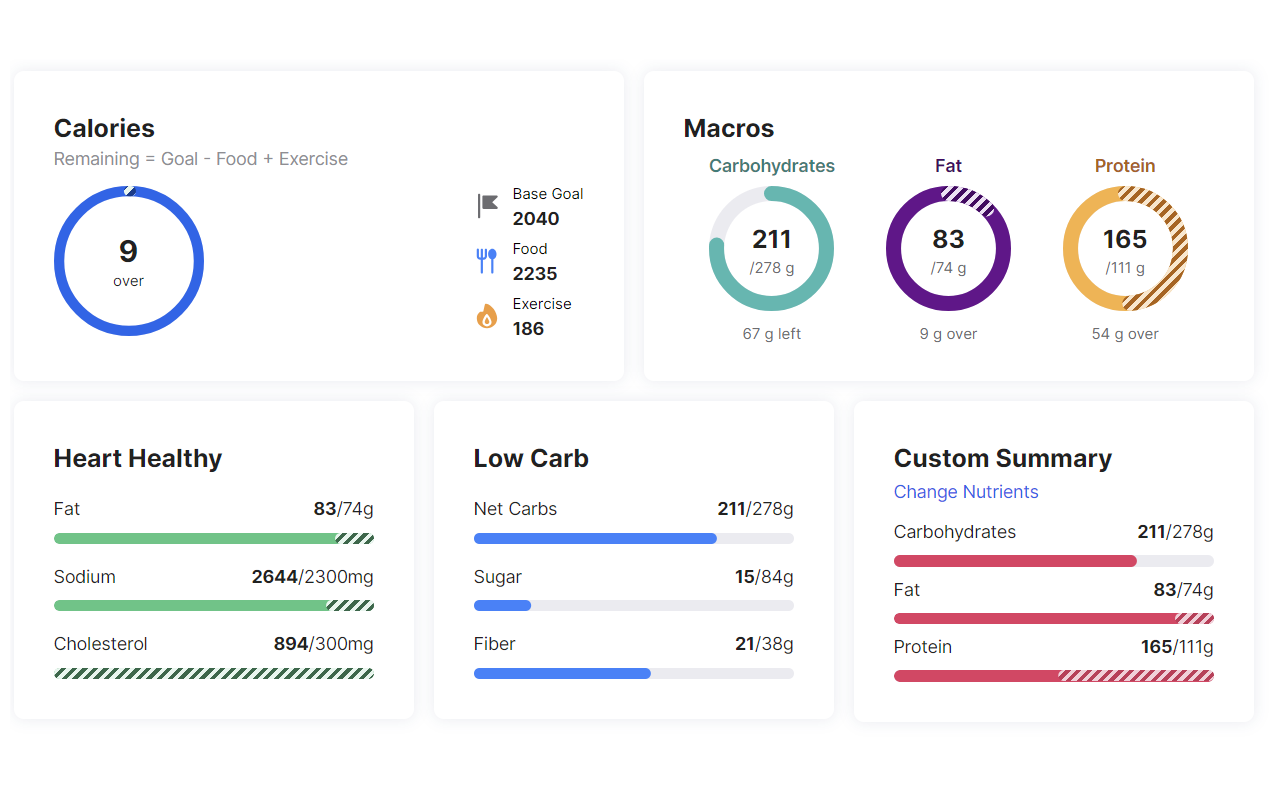 Calories
Remaining = Goal - Food + Exercise
9
over
Base Goal
2040
Food
2235
Exercise
186
Macros
Carbohydrates
211
/278 g
67 g left
Fat
83
/74 g
9 g over
Protein
165
/111 g
54 g over
Heart Healthy
Fat 83/74g
Sodium 2644/2300mg
Cholesterol 894/300mg
Low Carb
Net Carbs 211/278g
Sugar 15/84g
Fiber 21/38g
Custom Summary
Change Nutrients
Carbohydrates 211/278g
Fat 83/74g
Protein 165/111g